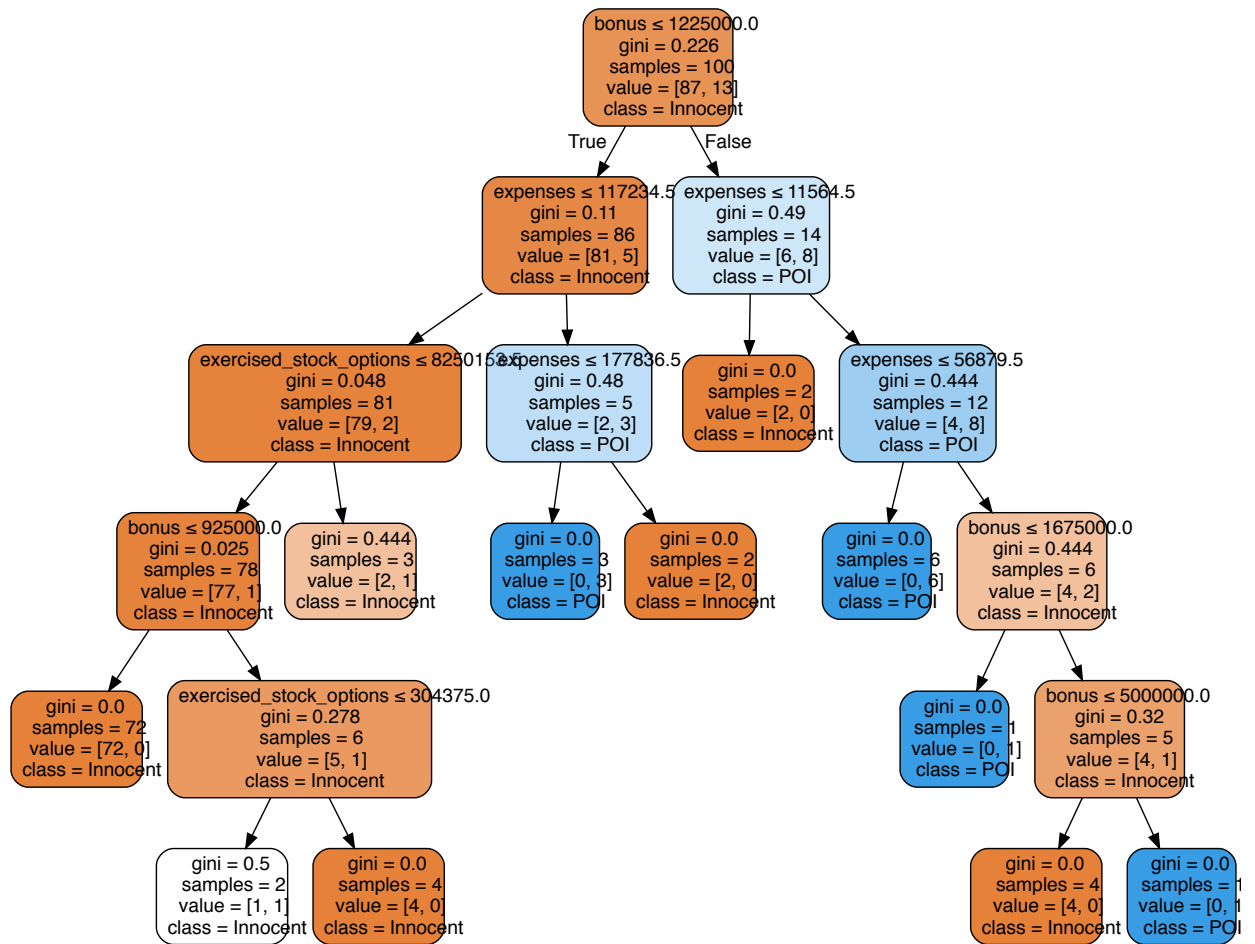 bonus ≤ 1225000.0
gini = 0.226
samples = 100
value = [87, 13]
class = Innocent
True
False
expenses ≤ 117234.5
gini = 0.11
samples = 86
value = [81, 5]
class = Innocent
expenses ≤ 11564.5
gini = 0.49
samples = 14
value = [6, 8]
class = POI
exercised_stock_options ≤ 8250153.5
gini = 0.048
samples = 81
value = [79, 2]
class = Innocent
expenses ≤ 177836.5
gini = 0.48
samples = 5
value = [2, 3]
class = POI
gini = 0.0
samples = 2
value = [2, 0]
class = Innocent
expenses ≤ 56879.5
gini = 0.444
samples = 12
value = [4, 8]
class = POI
bonus ≤ 925000.0
gini = 0.025
samples = 78
value = [77, 1]
class = Innocent
gini = 0.444
samples = 3
value = [2, 1]
class = Innocent
gini = 0.0
samples = 3
value = [0, 3]
class = POI
gini = 0.0
samples = 2
value = [2, 0]
class = Innocent
gini = 0.0
samples = 6
value = [0, 6]
class = POI
bonus ≤ 1675000.0
gini = 0.444
samples = 6
value = [4, 2]
class = Innocent
gini = 0.0
samples = 72
value = [72, 0]
class = Innocent
exercised_stock_options ≤ 304375.0
gini = 0.278
samples = 6
value = [5, 1]
class = Innocent
gini = 0.0
samples = 1
value = [0, 1]
class = POI
bonus ≤ 5000000.0
gini = 0.32
samples = 5
value = [4, 1]
class = Innocent
gini = 0.5
samples = 2
value = [1, 1]
class = Innocent
gini = 0.0
samples = 4
value = [4, 0]
class = Innocent
gini = 0.0
samples = 4
value = [4, 0]
class = Innocent
gini = 0.0
samples = 1
value = [0, 1
class = POI